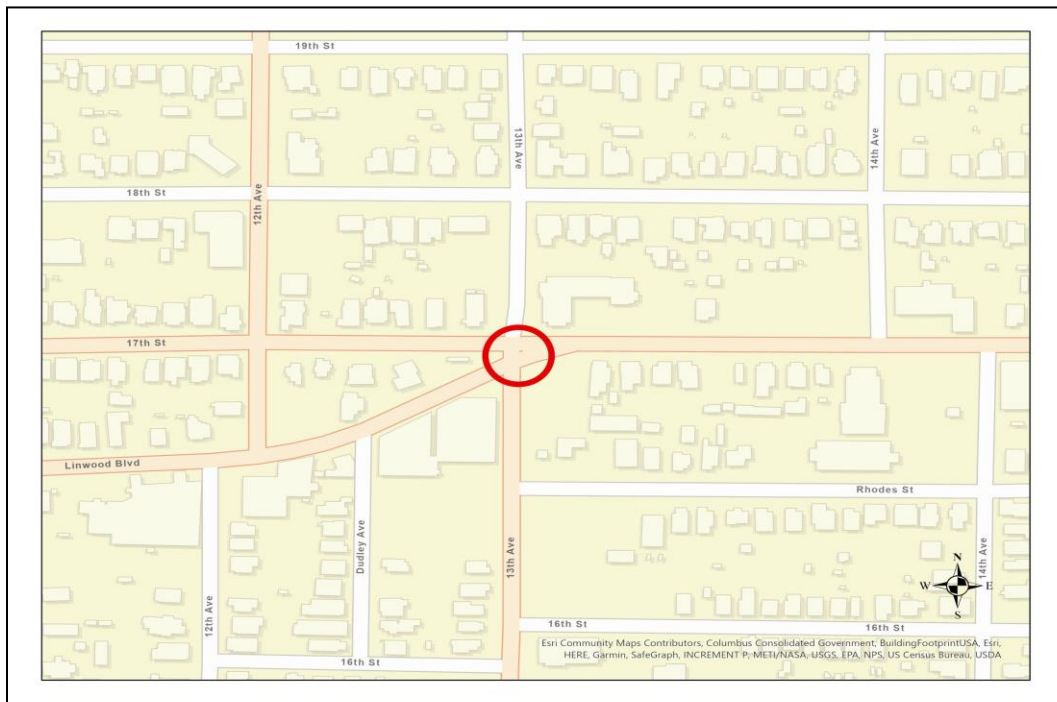 19th St
13th Ave
14th Ave
18th St
12th Ave
17th St
Linwood Blvd
Rhodes St
Dudley Ave
13th Ave
14th Ave
N
W
E
S
12th Ave
16th St
16th St
16th St
Esri Community Maps Contributors, Columbus Consolidated Government, BuildingFootprintUSA, Esri,
HERE, Garmin, SafeGraph, INCREMENT P, METI/NASA, USGS, EPA, NPS, US Census Bureau, USDA